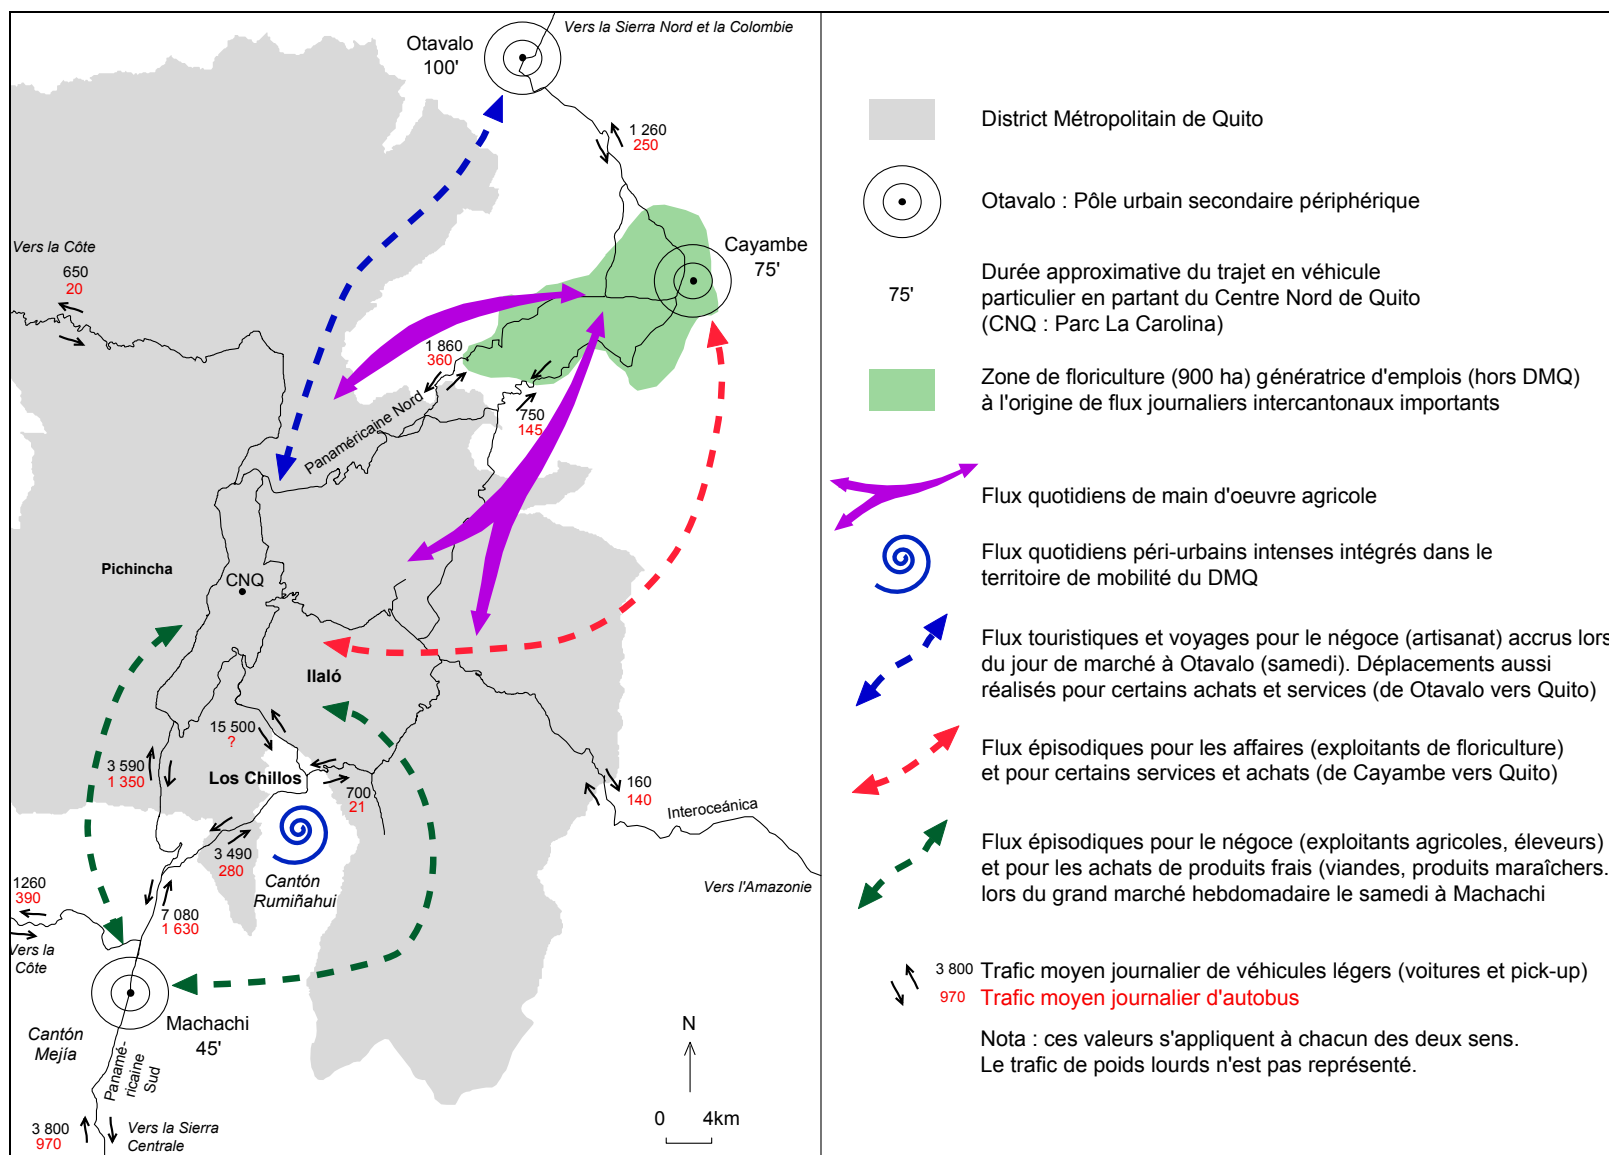 Vers la Sierra Nord et la Colombie
Otavalo
100'
1 260
250
Cayambe
75'
Vers la Côte
650
20
1 860
360
750
145
Panaméricaine Nord
Pichincha
CNQ
Ilaló
15 500
?
Los Chillos
3 590
1 350
700
21
160
140
Interoceánica
Vers l'Amazonie
3 490
280
Cantón
Rumiñahui
1260
390
Vers la
Côte
7 080
1 630
Machachi
45'
Cantón
Mejía
Panamé-
ricaine
Sud
3 800
970
Vers la Sierra
Centrale
N
0 4km
District Métropolitain de Quito
Otavalo : Pôle urbain secondaire périphérique
75'
Durée approximative du trajet en véhicule
particulier en partant du Centre Nord de Quito
(CNQ : Parc La Carolina)
Zone de floriculture (900 ha) génératrice d'emplois (hors DMQ)
à l'origine de flux journaliers intercantonaux importants
Flux quotidiens de main d'oeuvre agricole
Flux quotidiens péri-urbains intenses intégrés dans le
territoire de mobilité du DMQ
Flux touristiques et voyages pour le négoce (artisanat) accrus lors
du jour de marché à Otavalo (samedi). Déplacements aussi
réalisés pour certains achats et services (de Otavalo vers Quito)
Flux épisodiques pour les affaires (exploitants de floriculture)
et pour certains services et achats (de Cayambe vers Quito)
Flux épisodiques pour le négoce (exploitants agricoles, éleveurs)
et pour les achats de produits frais (viandes, produits maraîchers.
lors du grand marché hebdomadaire le samedi à Machachi
3 800 Trafic moyen journalier de véhicules légers (voitures et pick-up)
970 Trafic moyen journalier d'autobus
Nota : ces valeurs s'appliquent à chacun des deux sens.
Le trafic de poids lourds n'est pas représenté.